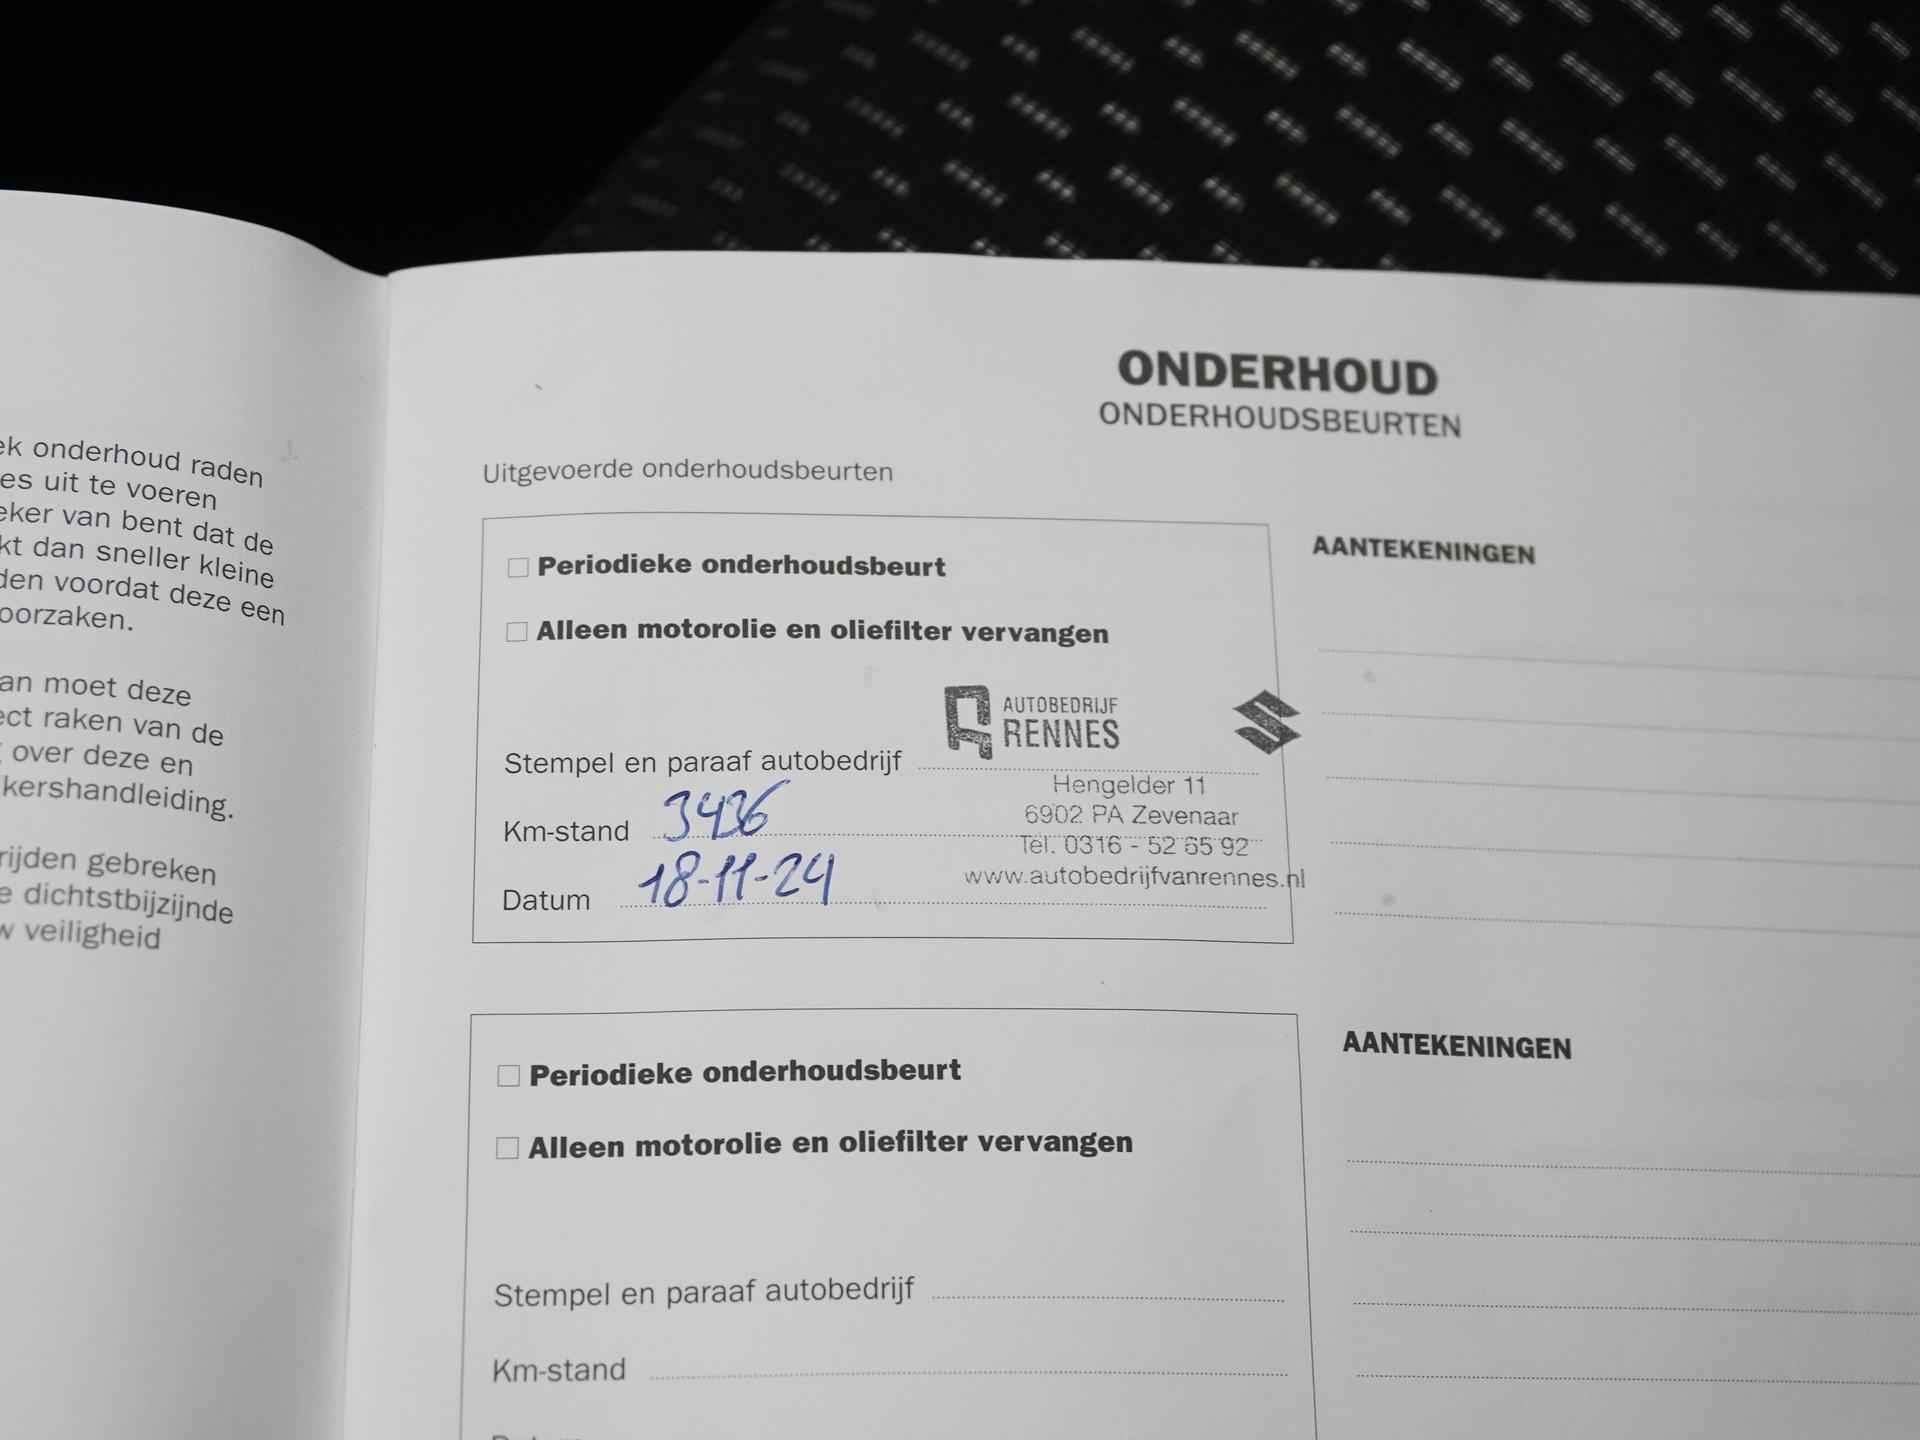 ek onderhoud raden
es uit te voeren
eker van bent dat de
kt dan sneller kleine
den voordat deze een
oorzaken.
an moet deze
ect raken van de
over deze en
kershandleiding.
rijden gebreken
e dichtstbijzijnde
w veiligheid
ONDERHOUD
ONDERHOUDSBEURTEN
Uitgevoerde onderhoudsbeurten
Periodieke onderhoudsbeurt
Alleen motorolie en oliefilter vervangen
AUTOBEDRIJF
RENNES
Stempel en paraaf autobedrijf
Hengelder 11
6902 PA Zevenaar
Km-stand 3436
Tel. 0316 - 52 65 92
www.autobedrijfvanrennes.nl
Datum 18-11-24
AANTEKENINGEN
Periodieke onderhoudsbeurt
Alleen motorolie en oliefilter vervangen
Stempel en paraaf autobedrijf
Km-stand
AANTEKENINGEN